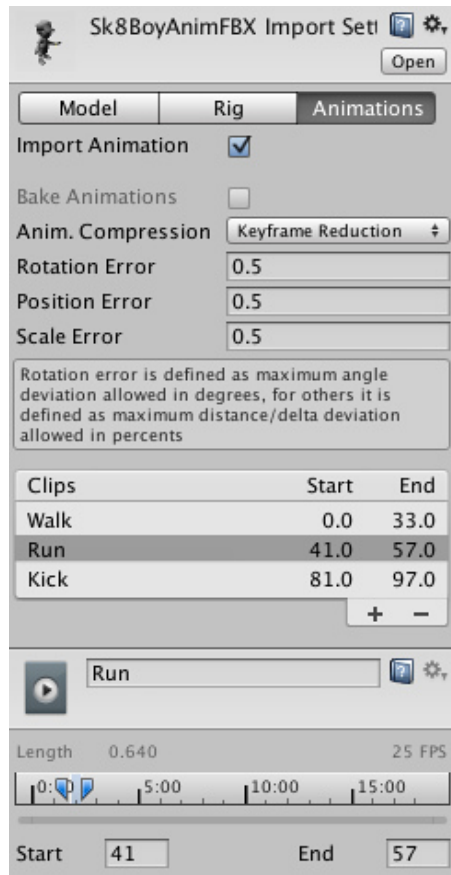 Sk8BoyAnimFBX Import Sett
Open
Model Rig Animations
Import Animation
Bake Animations
Anim. Compression Keyframe Reduction
Rotation Error 0.5
Position Error 0.5
Scale Error 0.5
Rotation error is defined as maximum angle
deviation allowed in degrees, for others it is
defined as maximum distance/delta deviation
allowed in percents
Clips Start End
Walk 0.0 33.0
Run 41.0 57.0
Kick 81.0 97.0
+ −
Run
Length 0.640 25 FPS
0: 5:00 10:00 15:00
Start 41 End 57